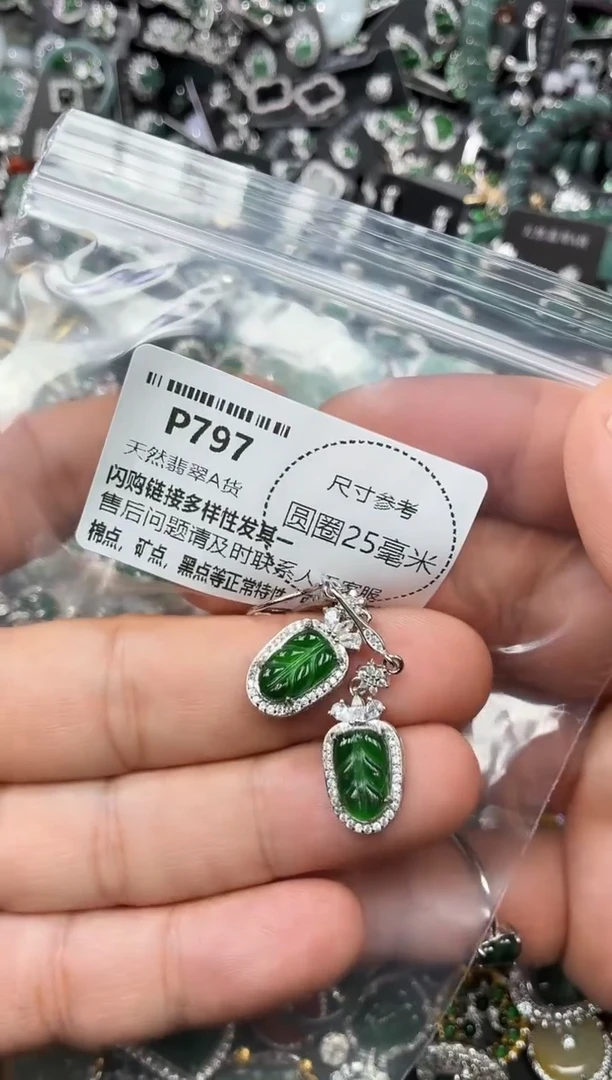 P797
天然翡翠A货
闪购链接多样性发其一
售后问题请及时联系人
棉点，矿点，黑点等正常特性
尺寸参考
圆圈25毫米